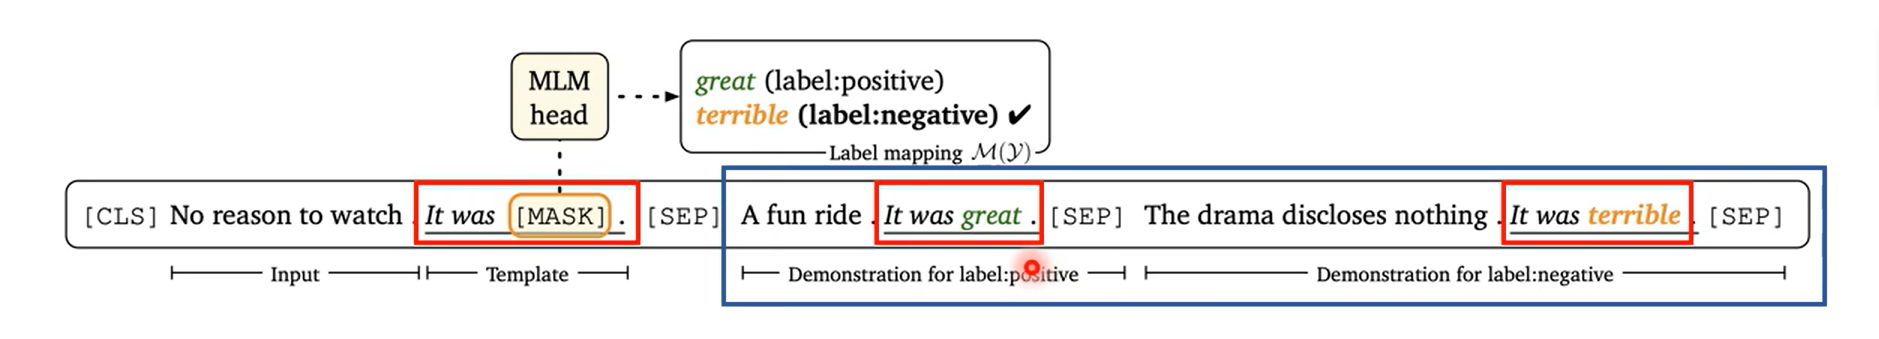 MLM
head
great (label:positive)
terrible (label:negative) ✔
Label mapping M(Y)
[CLS] No reason to watch . It was [MASK] . [SEP] A fun ride . It was great . [SEP] The drama discloses nothing . It was terrible . [SEP]
Input Template Demonstration for label:positive Demonstration for label:negative